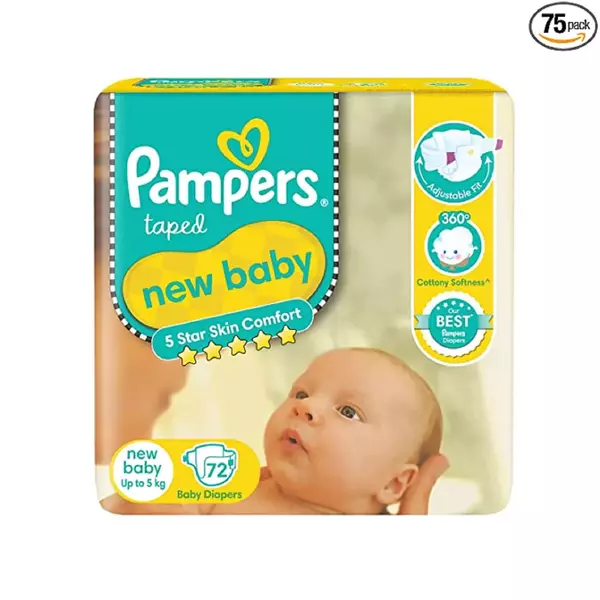 75 pack
Pampers®
taped
new baby
5 Star Skin Comfort
Adjustable Fit
360°
Cottony Softness^
Our
BEST
Pampers
Diapers
new
baby
Up to 5 kg
72
Baby Diapers